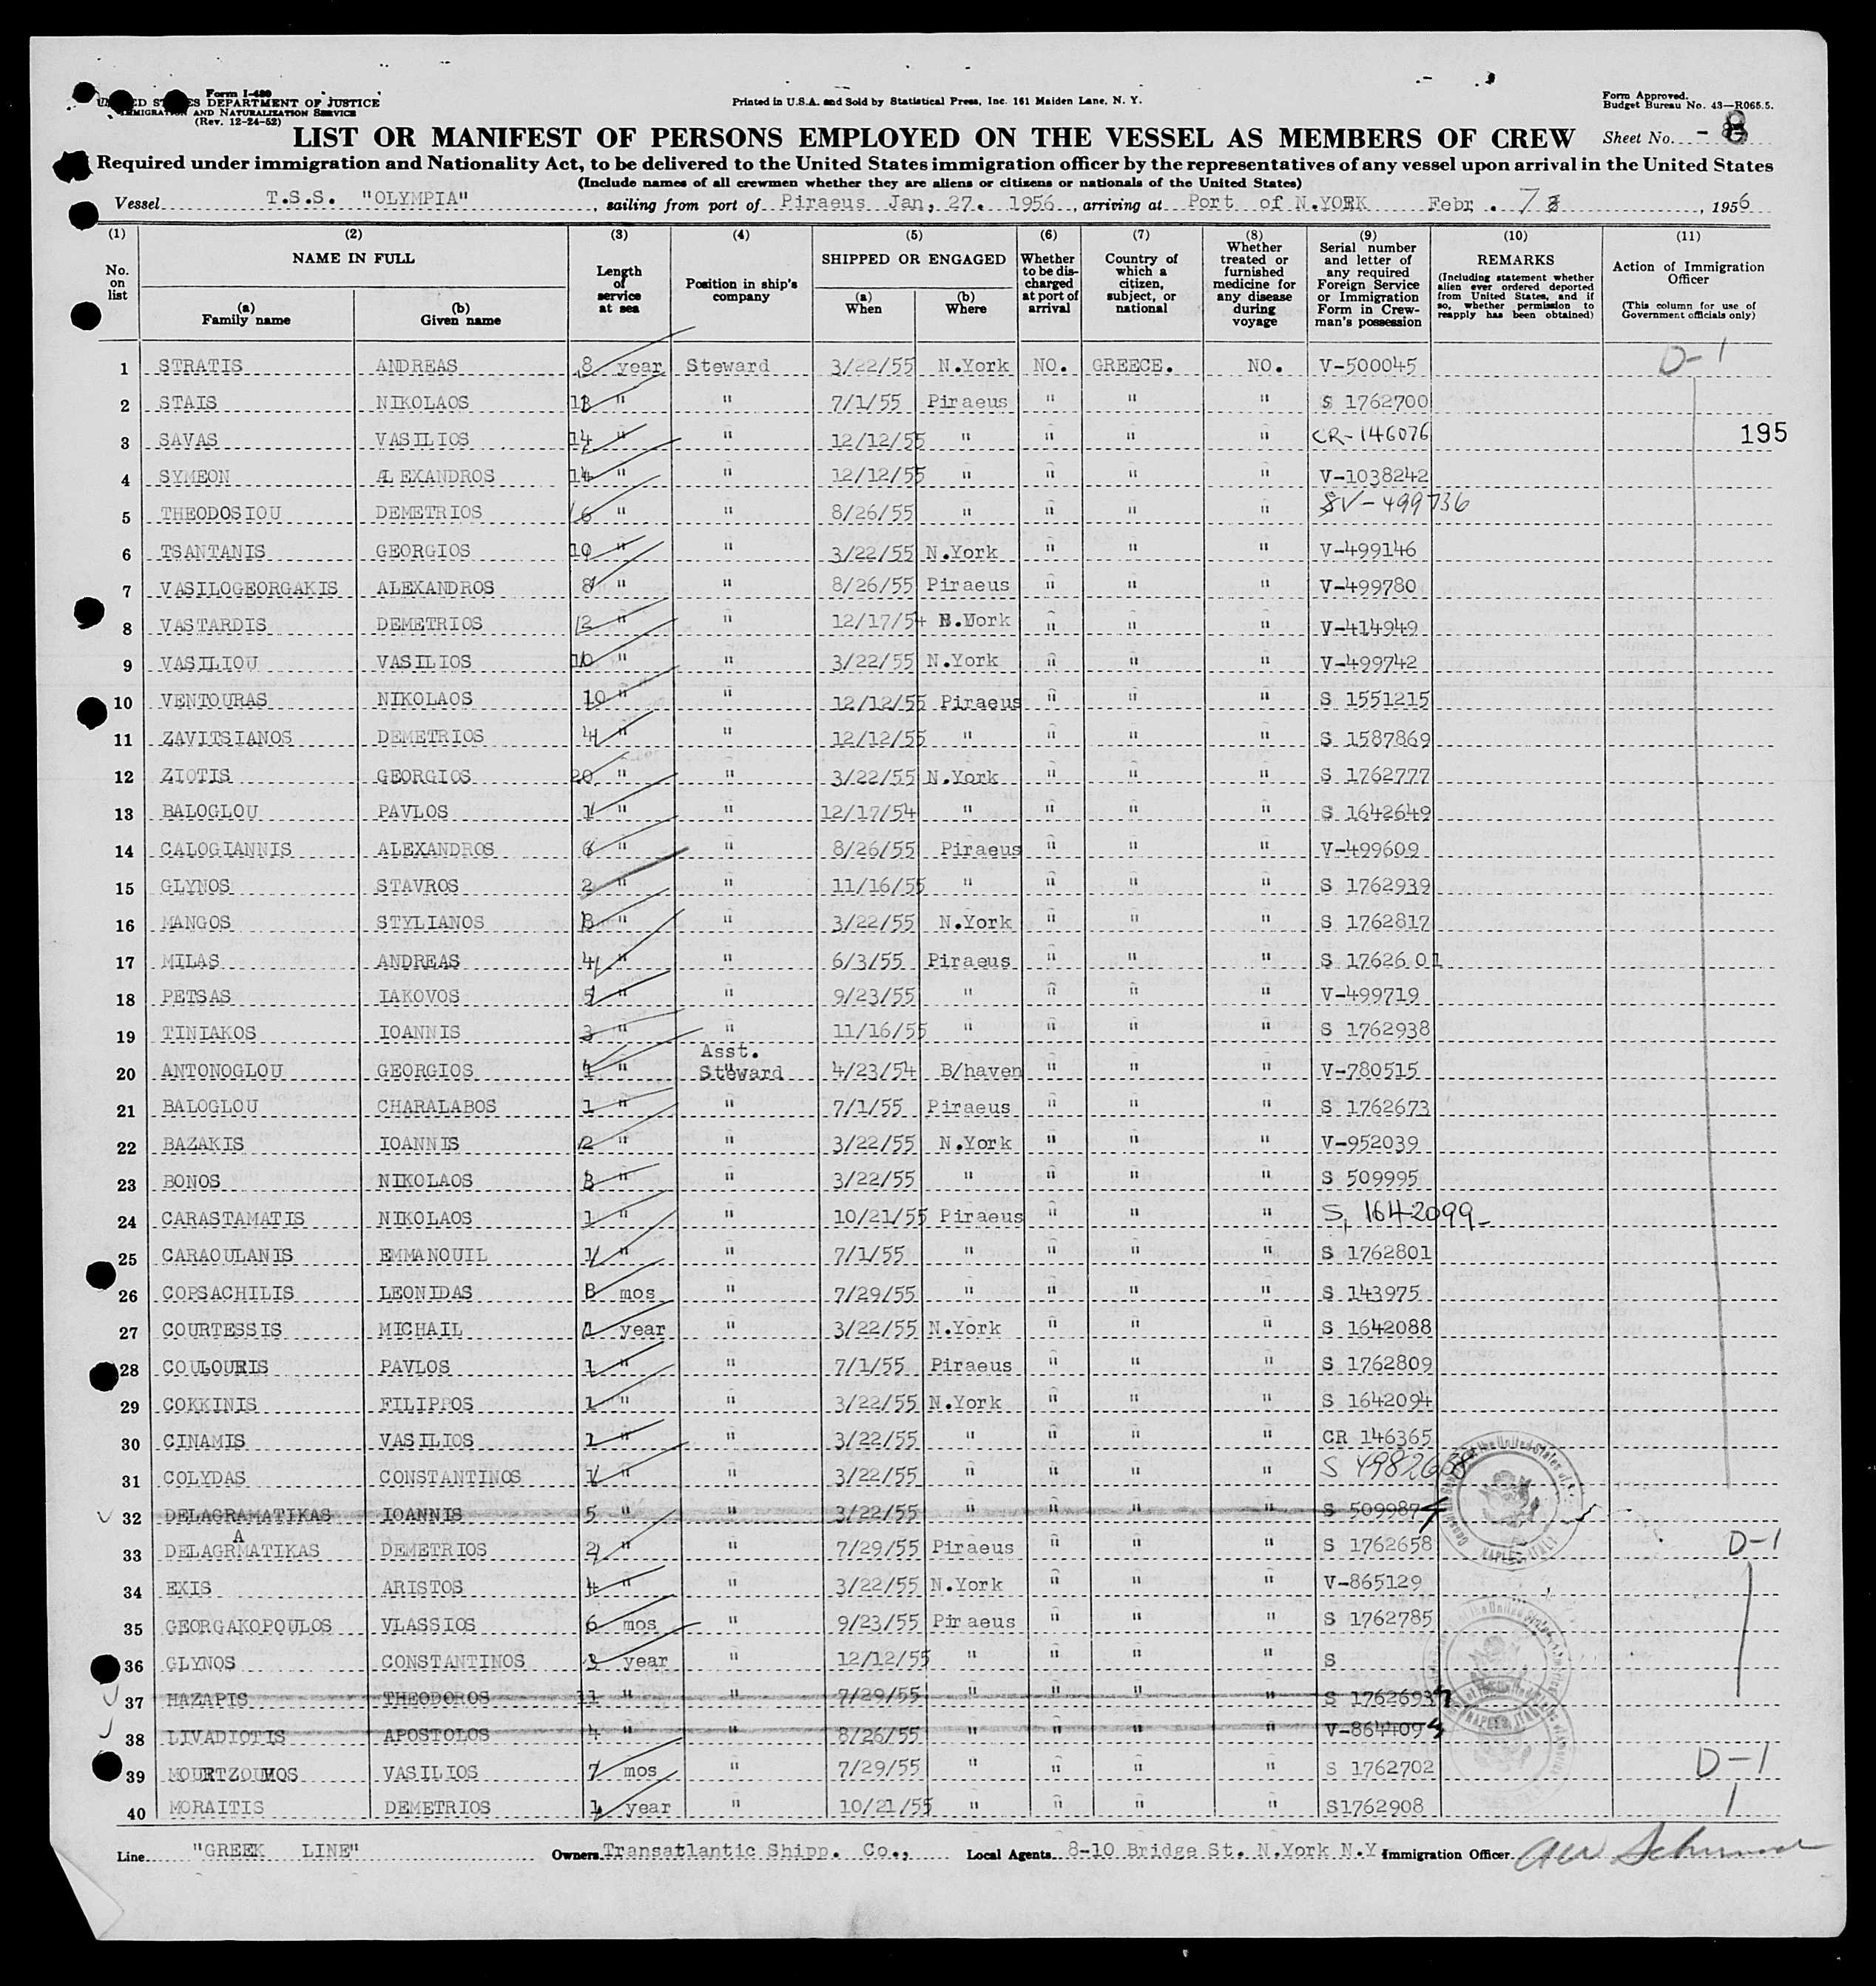 Form I-480
UNITED STATES DEPARTMENT OF JUSTICE
IMMIGRATION AND NATURALIZATION SERVICE
(Rev. 12-24-52)
Printed in U.S.A. and Sold by Statistical Press, Inc. 161 Maiden Lane, N. Y.
Form Approved.
Budget Bureau No. 43—R065.5.
LIST OR MANIFEST OF PERSONS EMPLOYED ON THE VESSEL AS MEMBERS OF CREW Sheet No. - 8
Required under immigration and Nationality Act, to be delivered to the United States immigration officer by the representatives of any vessel upon arrival in the United States
(Include names of all crewmen whether they are aliens or citizens or nationals of the United States)
Vessel T.S.S. "OLYMPIA", sailing from port of Piraeus Jan, 27. 1956, arriving at Port of N.YORK Febr. 7, 1956
(1) (2) (3) (4) (5) (6) (7) (8) (9) (10) (11)
No. on list
NAME IN FULL
(a) Family name
(b) Given name
Length of service at sea
Position in ship's company
SHIPPED OR ENGAGED
(a) When
(b) Where
Whether to be discharged at port of arrival
Country of which a citizen, subject, or national
Whether treated or furnished medicine for any disease during voyage
Serial number and letter of any required Foreign Service or Immigration Form in Crewman's possession
REMARKS
(Including statement whether alien ever ordered deported from United States, and if so, whether permission to reapply has been obtained)
Action of Immigration Officer
(This column for use of Government officials only)
1 STRATIS ANDREAS 8 year Steward 3/22/55 N.York NO. GREECE. NO. V-500045 D-1
2 STAIS NIKOLAOS " " 7/1/55 Piraeus " " " S 1762700
3 SAVAS VASILIOS 14 " " 12/12/55 " " " " CR-146076 195
4 SYMEON ALEXANDROS 14 " " 12/12/55 " " " " V-1038242
5 THEODOSIOU DEMETRIOS 6 " " 8/26/55 " " " " V-499736
6 TSANTANIS GEORGIOS 10 " " 3/22/55 N.York " " " V-499146
7 VASILOGEORGAKIS ALEXANDROS 8 " " 8/26/55 Piraeus " " " V-499780
8 VASTARDIS DEMETRIOS 12 " " 12/17/54 N.York " " " V-414949
9 VASILIOU VASILIOS 10 " " 3/22/55 N.York " " " V-499742
10 VENTOURAS NIKOLAOS 10 " " 12/12/55 Piraeus " " " S 1551215
11 ZAVITSIANOS DEMETRIOS 4 " " 12/12/55 " " " " S 1587869
12 ZIOTIS GEORGIOS 20 " " 3/22/55 N.York " " " S 1762777
13 BALOGLOU PAVLOS 1 " " 12/17/54 " " " " S 1642649
14 CALOGIANNIS ALEXANDROS 6 " " 8/26/55 Piraeus " " " V-499609
15 GLYNOS STAVROS 2 " " 11/16/55 " " " " S 1762939
16 MANGOS STYLIANOS 8 " " 3/22/55 N.York " " " S 1762817
17 MILAS ANDREAS 4 " " 6/3/55 Piraeus " " " S 17626 01
18 PETSAS IAKOVOS 5 " " 9/23/55 " " " " V-499719
19 TINIAKOS IOANNIS 3 " " 11/16/55 " " " " S 1762938
20 ANTONOGLOU GEORGIOS " Asst. Steward 4/23/54 B/haven " " " V-780515
21 BALOGLOU CHARALABOS 1 " " 7/1/55 Piraeus " " " S 1762673
22 BAZAKIS IOANNIS 2 " " 3/22/55 N.York " " " V-952039
23 BONOS NIKOLAOS 3 " " 3/22/55 " " " " S 509995
24 CARASTAMATIS NIKOLAOS 1 " " 10/21/55 Piraeus " " " S, 1642099
25 CARAOULANIS EMMANOUIL 1 " " 7/1/55 " " " " S 1762801
26 COPSACHILIS LEONIDAS 8 mos " 7/29/55 " " " " S 143975
27 COURTESSIS MICHAIL 1 year " 3/22/55 N.York " " " S 1642088
28 COULOURIS PAVLOS 1 " " 7/1/55 Piraeus " " " S 1762809
29 COKKINIS FILIPPOS 1 " " 3/22/55 N.York " " " S 1642094
30 CINAMIS VASILIOS 1 " " 3/22/55 " " " " CR 146365
31 COLYDAS CONSTANTINOS 1 " " 3/22/55 " " " " S
32 DELAGRAMATIKAS IOANNIS 5 " " 3/22/55 " " " " S 509987
33 DELAGRAMATIKAS DEMETRIOS 2 " " 7/29/55 Piraeus " " " S 1762658 D-1
34 EXIS ARISTOS 4 " " 3/22/55 N.York " " " V-865129
35 GEORGAKOPOULOS VLASSIOS 6 mos " 9/23/55 Piraeus " " " S 1762785
36 GLYNOS CONSTANTINOS 3 year " 12/12/55 " " " " S
37 HAZAPIS THEODOROS 11 " " 7/29/55 " " " " S 1762693
38 LIVADIOTIS APOSTOLOS 4 " " 8/26/55 " " " " V-864409
39 MOURTZOUKOS VASILIOS 7 mos " 7/29/55 " " " " S 1762702 D-1
40 MORAITIS DEMETRIOS 1 year " 10/21/55 " " " " S1762908
NAPLES, ITALY
Line "GREEK LINE" Owners Transatlantic Shipp. Co., Local Agents 8-10 Bridge St. N.York N.Y. Immigration Officer